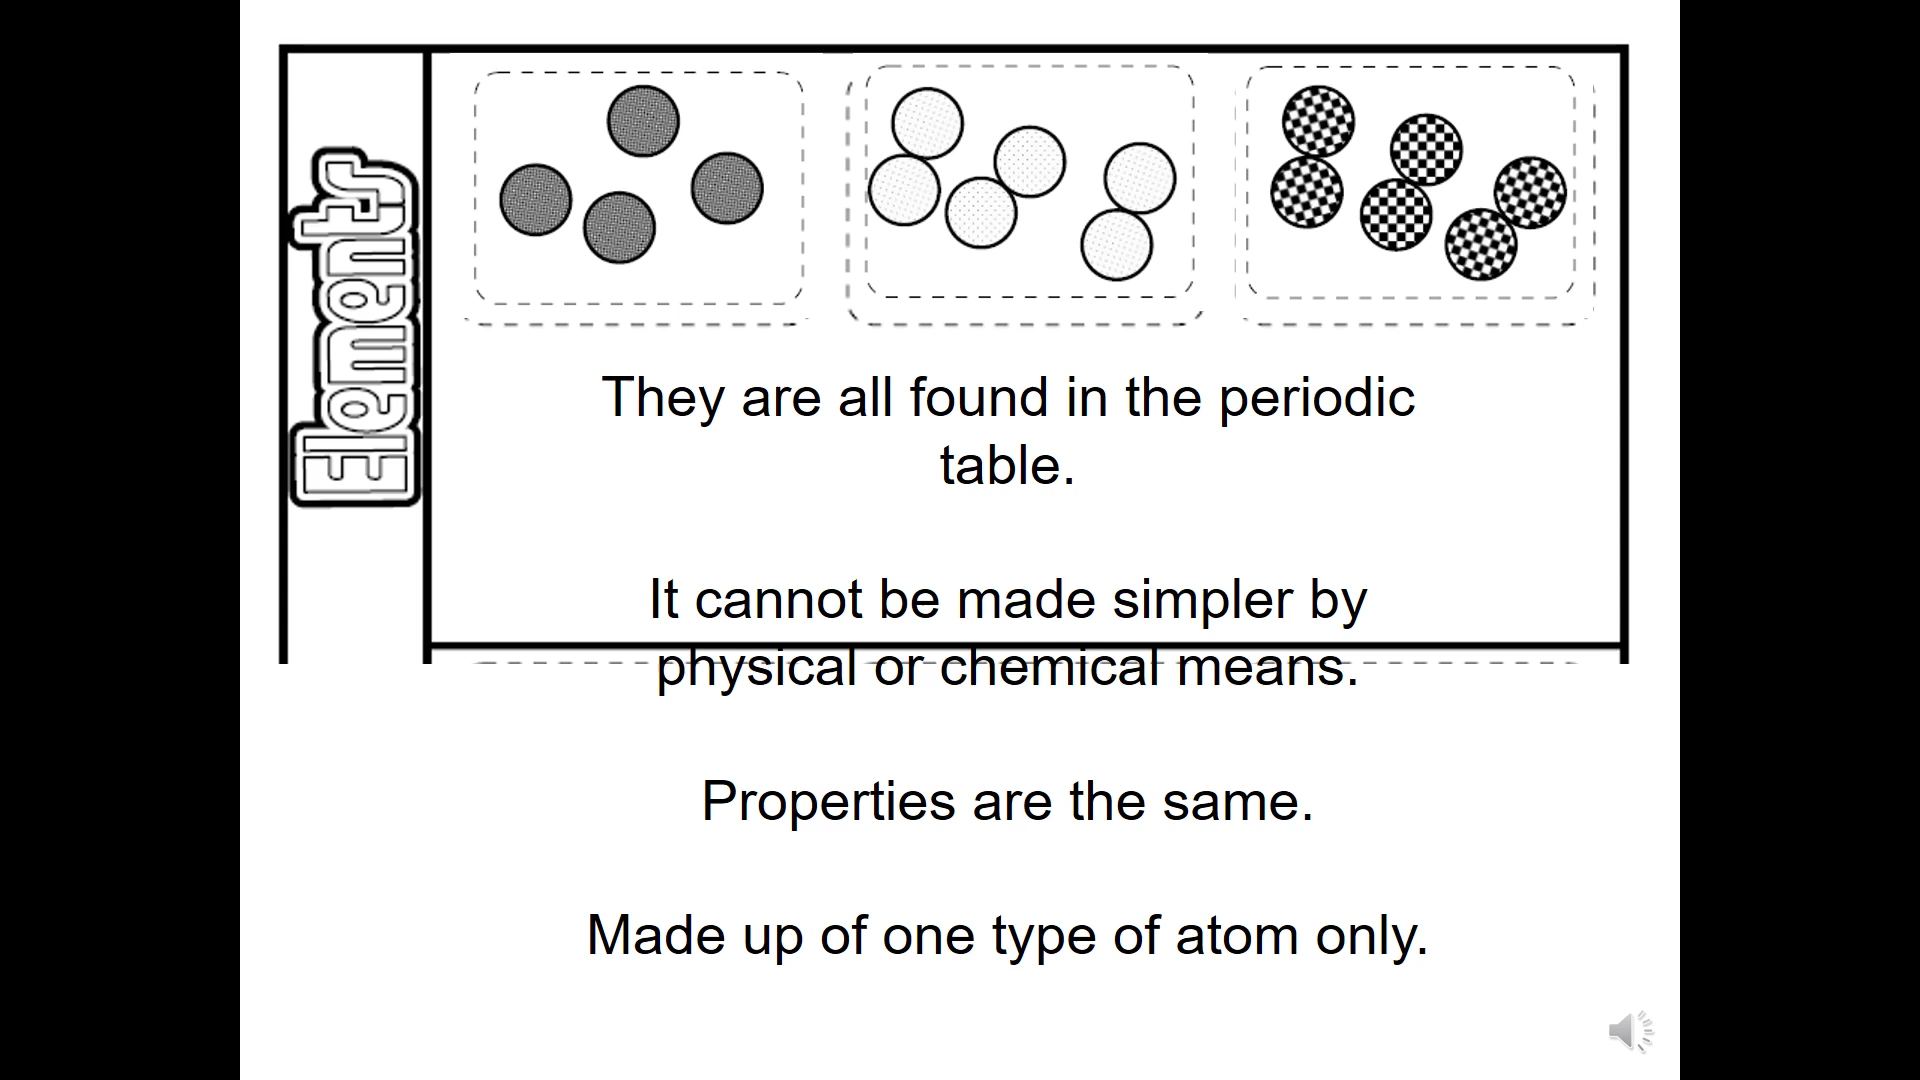 Elements
They are all found in the periodic
table.
It cannot be made simpler by
physical or chemical means.
Properties are the same.
Made up of one type of atom only.